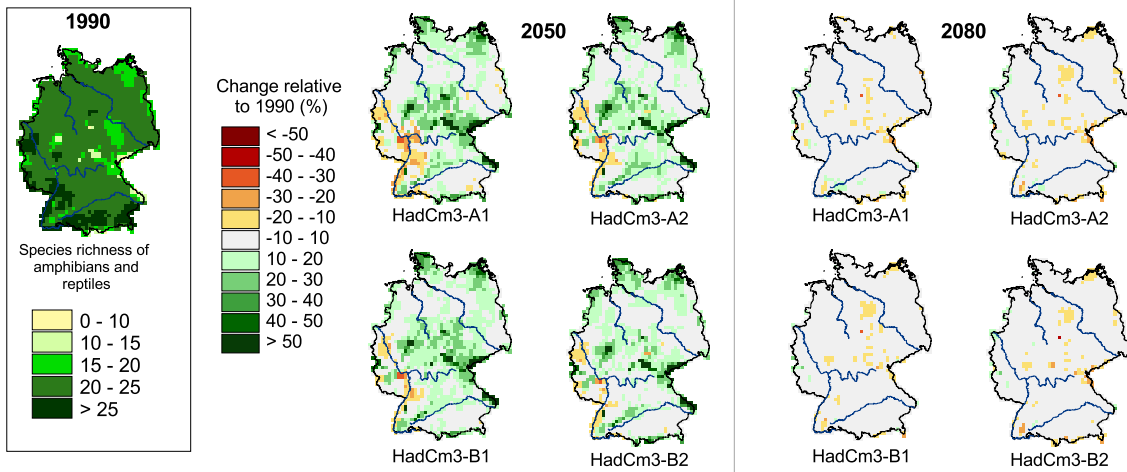 1990
Species richness of
amphibians and
reptiles
0 - 10
10 - 15
15 - 20
20 - 25
> 25
Change relative
to 1990 (%)
< -50
-50 - -40
-40 - -30
-30 - -20
-20 - -10
-10 - 10
10 - 20
20 - 30
30 - 40
40 - 50
> 50
2050
HadCm3-A1
HadCm3-A2
HadCm3-B1
HadCm3-B2
2080
HadCm3-A1
HadCm3-A2
HadCm3-B1
HadCm3-B2